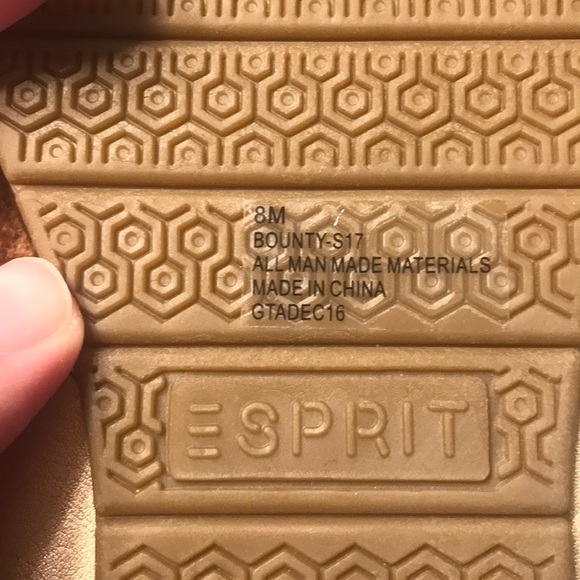 8M
BOUNTY-S17
ALL MAN MADE MATERIALS
MADE IN CHINA
GTADEC16
ESPRIT